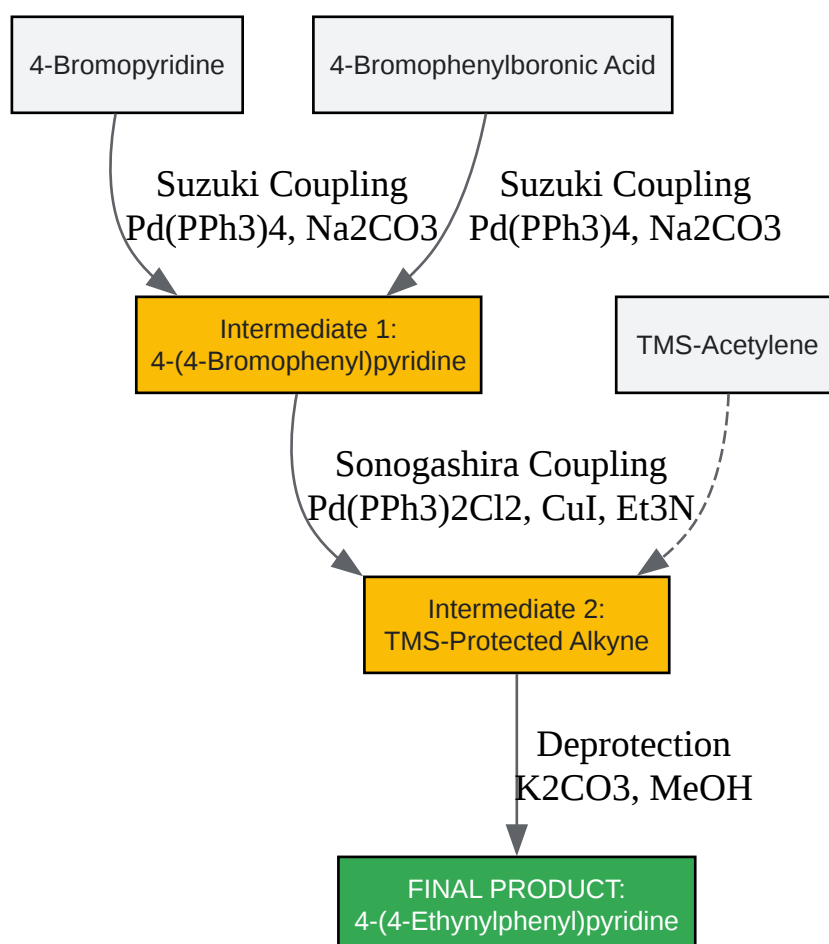 4-Bromopyridine
4-Bromophenylboronic Acid
Suzuki Coupling
Pd(PPh3)4, Na2CO3
Suzuki Coupling
Pd(PPh3)4, Na2CO3
Intermediate 1:
4-(4-Bromophenyl)pyridine
TMS-Acetylene
Sonogashira Coupling
Pd(PPh3)2Cl2, CuI, Et3N
Intermediate 2:
TMS-Protected Alkyne
Deprotection
K2CO3, MeOH
FINAL PRODUCT:
4-(4-Ethynylphenyl)pyridine